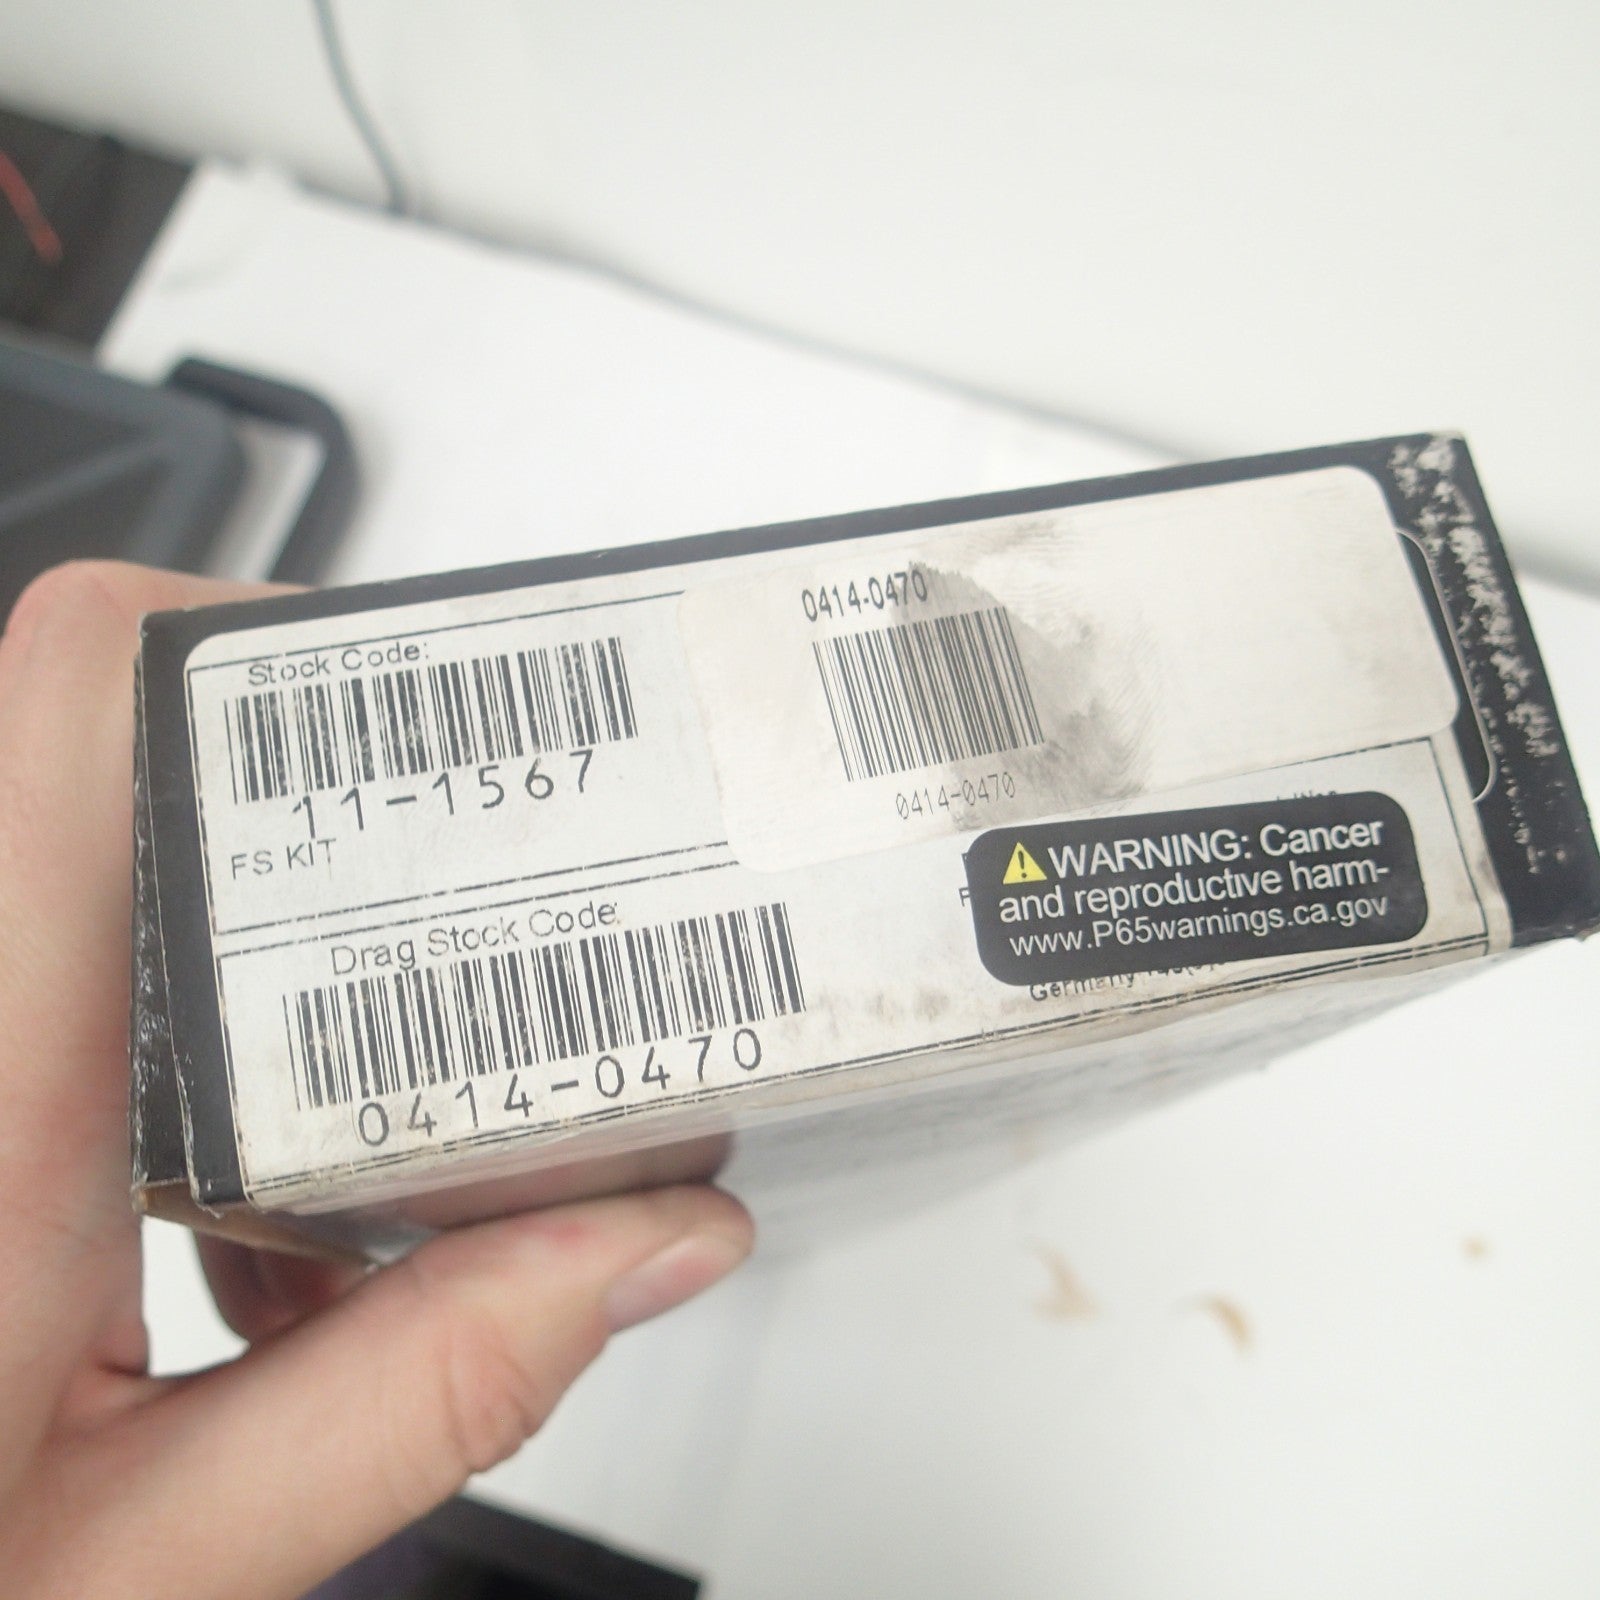 Stock Code:
11-1567
FS KIT
0414-0470
0414-0470
⚠WARNING: Cancer
and reproductive harm-
www.P65warnings.ca.gov
Drag Stock Code:
0414-0470
Germany